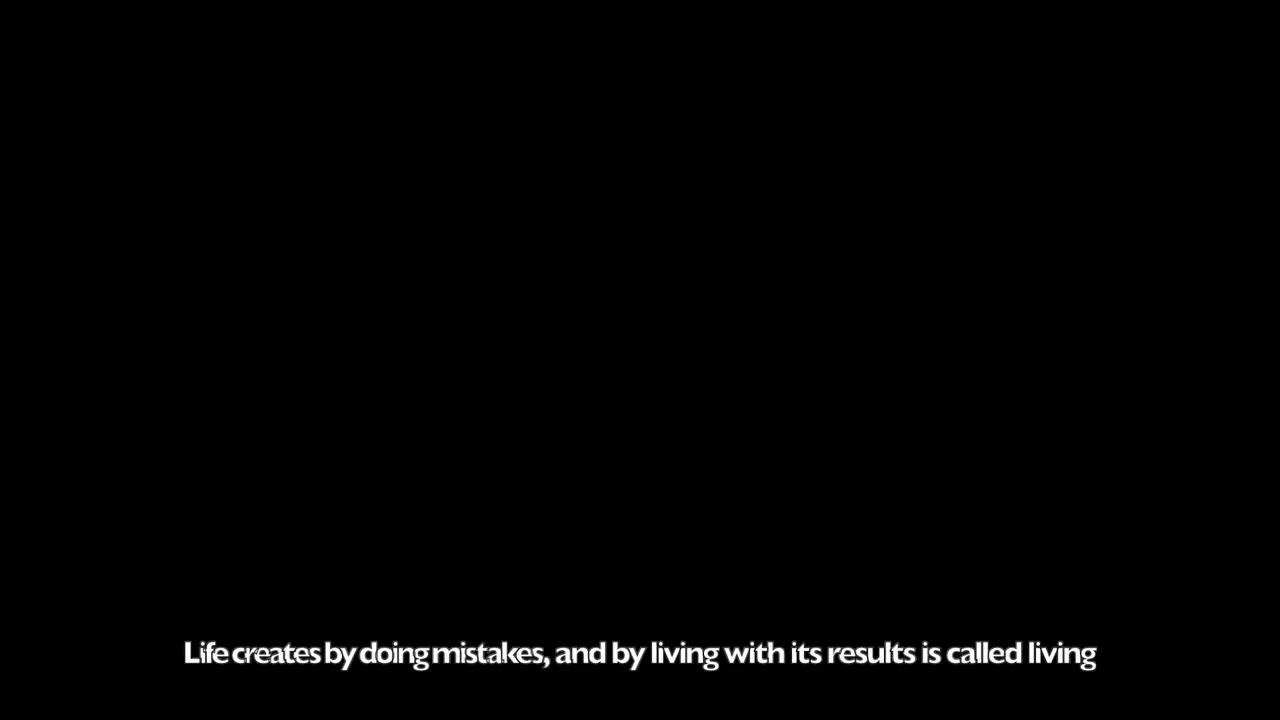 Life creates by doing mistakes, and by living with its results is called living